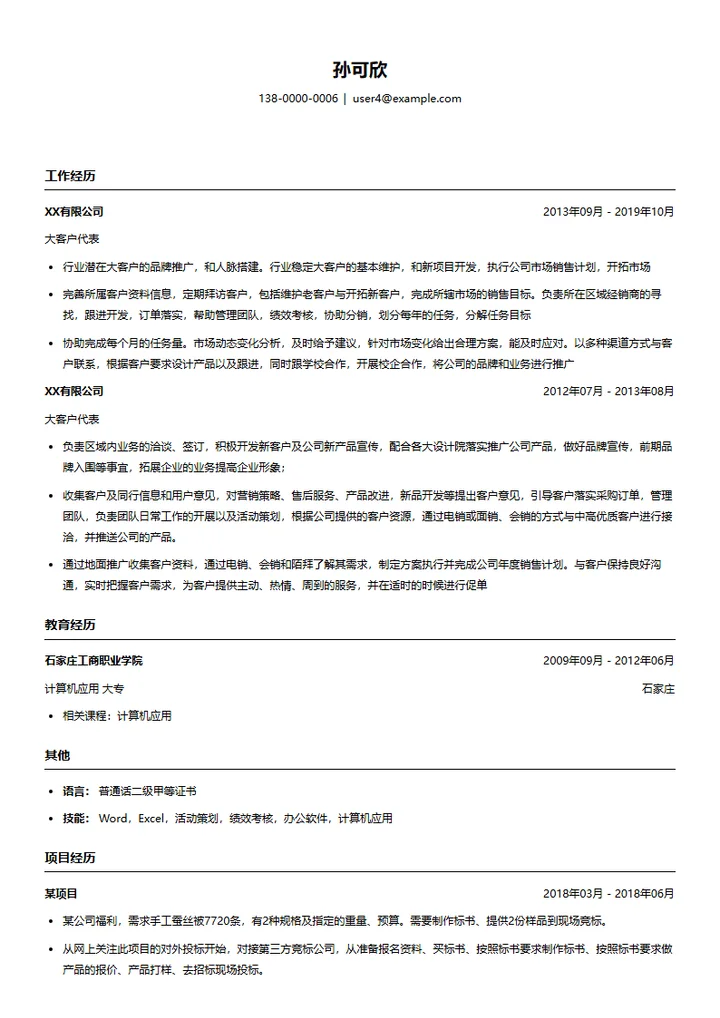 孙可欣
138-0000-0006 | user4@example.com
工作经历
XX有限公司 2013年09月 - 2019年10月
大客户代表
• 行业潜在大客户的品牌推广，和人脉搭建。行业稳定大客户的基本维护，和新项目开发，执行公司市场销售计划，开拓市场
• 完善所属客户资料信息，定期拜访客户，包括维护老客户与开拓新客户，完成所辖市场的销售目标。负责所在区域经销商的寻
找，跟进开发，订单落实，帮助管理团队，绩效考核，协助分销，划分每年的任务，分解任务目标
• 协助完成每个月的任务量。市场动态变化分析，及时给予建议，针对市场变化给出合理方案，能及时应对。以多种渠道方式与客
户联系，根据客户要求设计产品以及跟进，同时跟学校合作，开展校企合作，将公司的品牌和业务进行推广
XX有限公司 2012年07月 - 2013年08月
大客户代表
• 负责区域内业务的洽谈、签订，积极开发新客户及公司新产品宣传，配合各大设计院落实推广公司产品，做好品牌宣传，前期品
牌入围等事宜，拓展企业的业务提高企业形象；
• 收集客户及同行信息和用户意见，对营销策略、售后服务、产品改进，新品开发等提出客户意见，引导客户落实采购订单，管理
团队，负责团队日常工作的开展以及活动策划，根据公司提供的客户资源，通过电销或面销、会销的方式与中高优质客户进行接
洽，并推送公司的产品。
• 通过地面推广收集客户资料，通过电销、会销和陌拜了解其需求，制定方案执行并完成公司年度销售计划。与客户保持良好沟
通，实时把握客户需求，为客户提供主动、热情、周到的服务，并在适时的时候进行促单
教育经历
石家庄工商职业学院 2009年09月 - 2012年06月
计算机应用 大专 石家庄
• 相关课程：计算机应用
其他
• 语言： 普通话二级甲等证书
• 技能： Word，Excel，活动策划，绩效考核，办公软件，计算机应用
项目经历
某项目 2018年03月 - 2018年06月
• 某公司福利，需求手工蚕丝被7720条，有2种规格及指定的重量、预算。需要制作标书、提供2份样品到现场竞标。
• 从网上关注此项目的对外投标开始，对接第三方竞标公司，从准备报名资料、买标书、按照标书要求制作标书、按照标书要求做
产品的报价、产品打样、去招标现场投标。